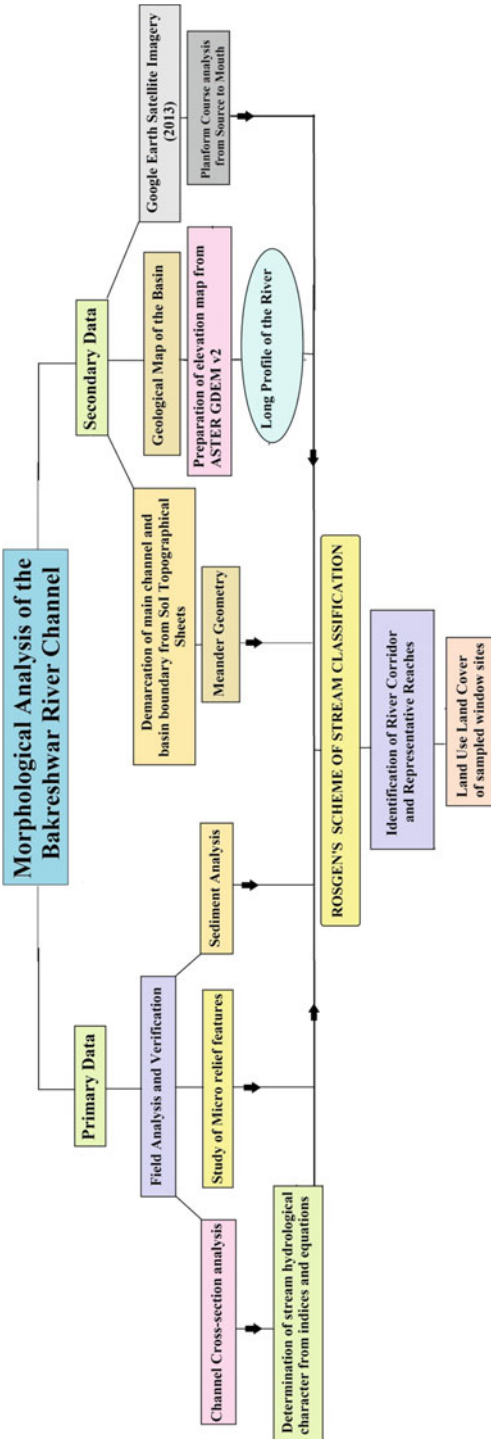 Morphological Analysis of the
Bakreshwar River Channel
Primary Data
Secondary Data
Field Analysis and Verification
Channel Cross-section analysis
Study of Micro relief features
Sediment Analysis
Determination of stream hydrological
character from indices and equations
Demarcation of main channel and
basin boundary from SoI Topographical
Sheets
Meander Geometry
Geological Map of the Basin
Preparation of elevation map from
ASTER GDEM v2
Long Profile of the River
Google Earth Satellite Imagery
(2013)
Planform Course analysis
from Source to Mouth
ROSGEN'S SCHEME OF STREAM CLASSIFICATION
Identification of River Corridor
and Representative Reaches
Land Use Land Cover
of sampled window sites